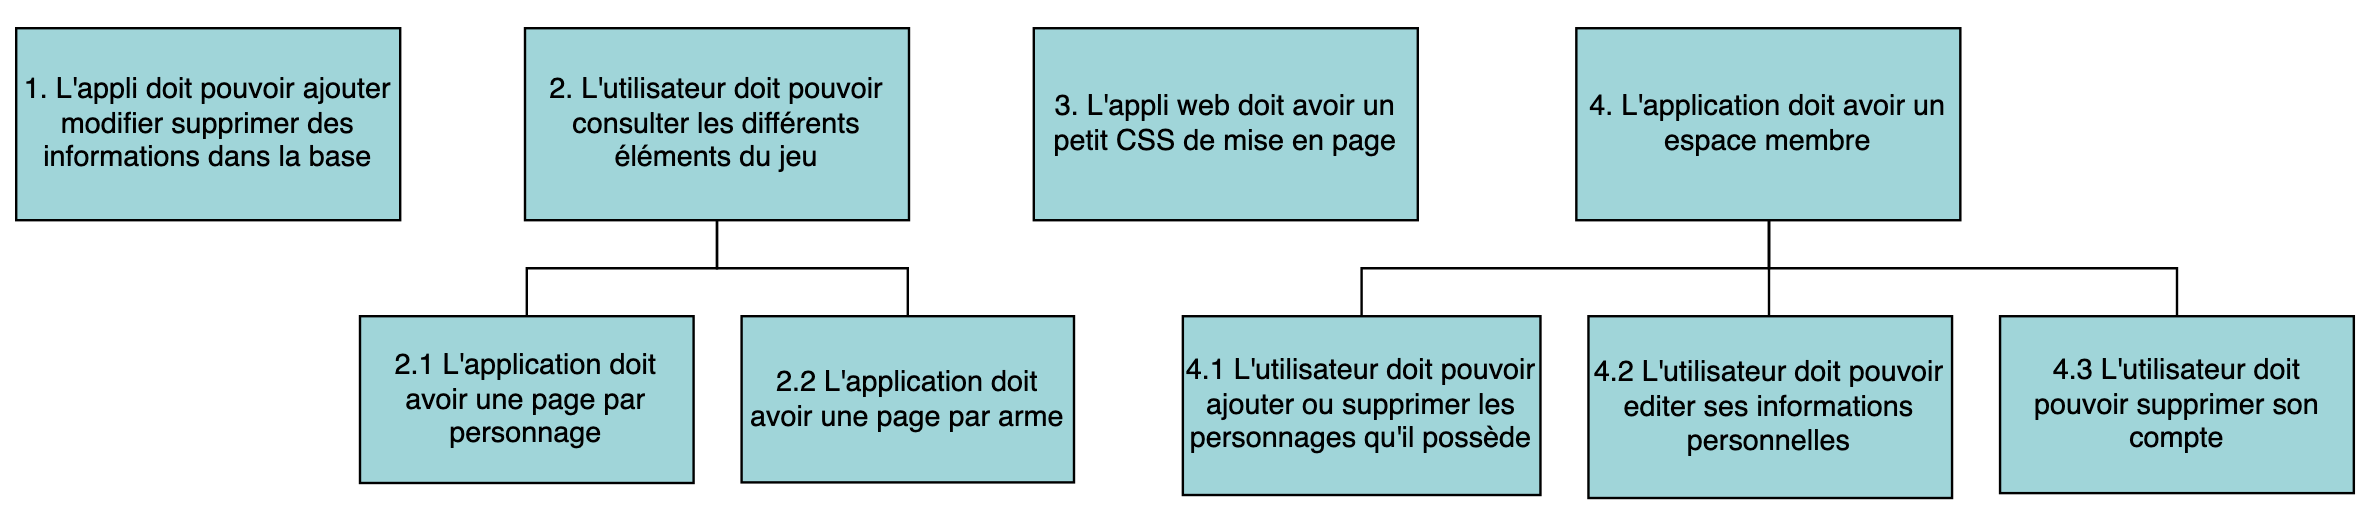 1. L'appli doit pouvoir ajouter
modifier supprimer des
informations dans la base
2. L'utilisateur doit pouvoir
consulter les différents
éléments du jeu
3. L'appli web doit avoir un
petit CSS de mise en page
4. L'application doit avoir un
espace membre
2.1 L'application doit
avoir une page par
personnage
2.2 L'application doit
avoir une page par arme
4.1 L'utilisateur doit pouvoir
ajouter ou supprimer les
personnages qu'il possède
4.2 L'utilisateur doit pouvoir
editer ses informations
personnelles
4.3 L'utilisateur doit
pouvoir supprimer son
compte